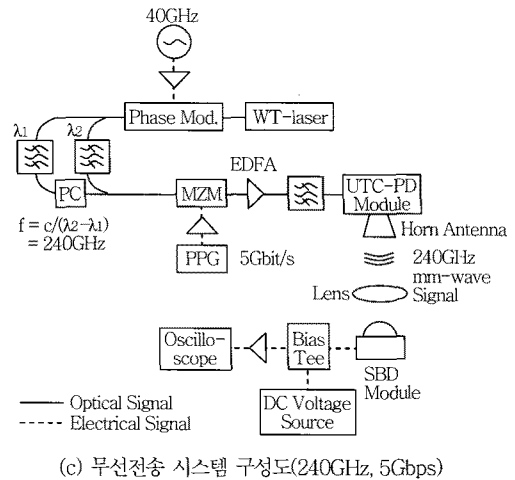 40GHz
Phase Mod.
WT-laser
λ1
λ2
EDFA
PC
MZM
UTC-PD
Module
f = c/(λ2-λ1)
= 240GHz
PPG
5Gbit/s
Horn Antenna
240GHz
mm-wave
Signal
Lens
Oscillo-
scope
Bias
Tee
SBD
Module
DC Voltage
Source
Optical Signal
Electrical Signal
(c) 무선전송 시스템 구성도(240GHz, 5Gbps)